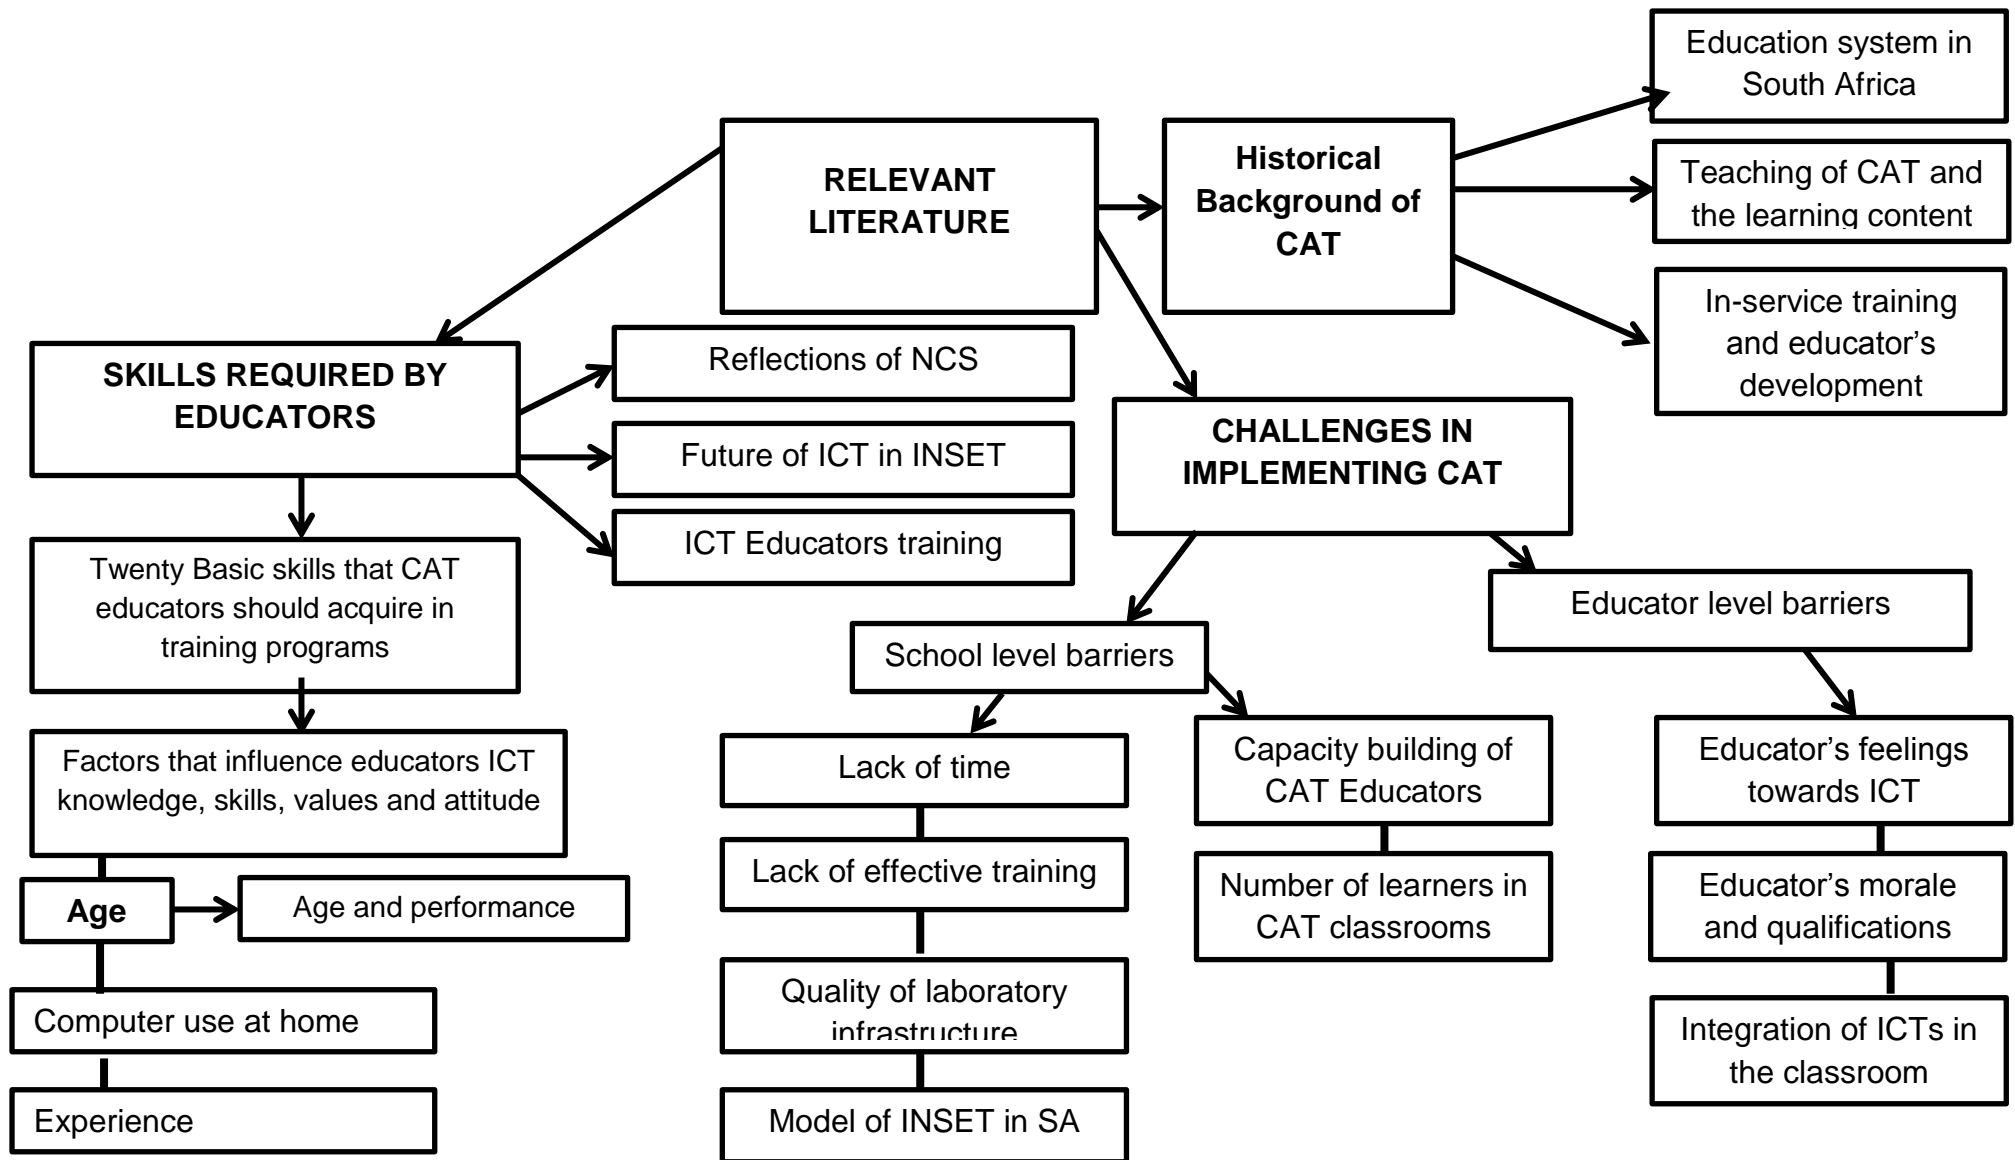 Education system in
South Africa
RELEVANT
LITERATURE
Historical
Background of
CAT
Teaching of CAT and
the learning content
In-service training
and educator’s
development
SKILLS REQUIRED BY
EDUCATORS
Reflections of NCS
Future of ICT in INSET
ICT Educators training
CHALLENGES IN
IMPLEMENTING CAT
Twenty Basic skills that CAT
educators should acquire in
training programs
Educator level barriers
School level barriers
Factors that influence educators ICT
knowledge, skills, values and attitude
Lack of time
Capacity building of
CAT Educators
Educator’s feelings
towards ICT
Lack of effective training
Number of learners in
CAT classrooms
Educator’s morale
and qualifications
Age
Age and performance
Quality of laboratory
infrastructure
Computer use at home
Integration of ICTs in
the classroom
Experience
Model of INSET in SA